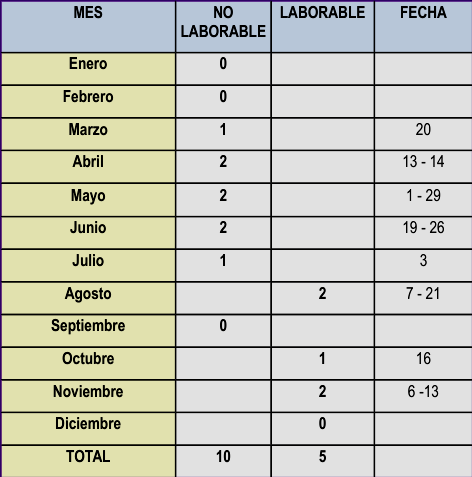 MES NO LABORABLE LABORABLE FECHA
Enero 0
Febrero 0
Marzo 1 20
Abril 2 13 - 14
Mayo 2 1 - 29
Junio 2 19 - 26
Julio 1 3
Agosto 2 7 - 21
Septiembre 0
Octubre 1 16
Noviembre 2 6 -13
Diciembre 0
TOTAL 10 5